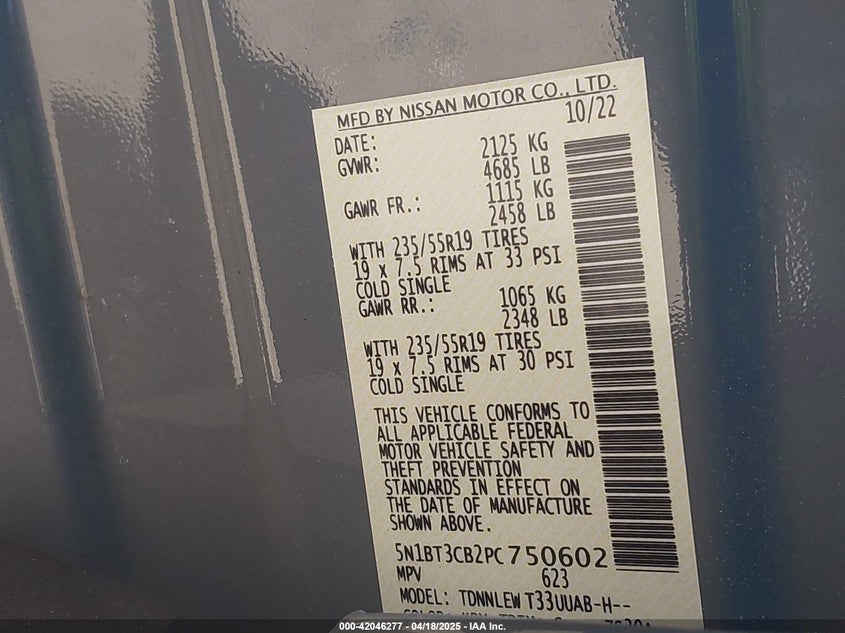 MFD BY NISSAN MOTOR CO., LTD.
DATE: 10/22
GVWR: 2125 KG
4685 LB
GAWR FR.: 1115 KG
2458 LB
WITH 235/55R19 TIRES
19 x 7.5 RIMS AT 33 PSI
COLD SINGLE
GAWR RR.: 1065 KG
2348 LB
WITH 235/55R19 TIRES
19 x 7.5 RIMS AT 30 PSI
COLD SINGLE
THIS VEHICLE CONFORMS TO
ALL APPLICABLE FEDERAL
MOTOR VEHICLE SAFETY AND
THEFT PREVENTION
STANDARDS IN EFFECT ON
THE DATE OF MANUFACTURE
SHOWN ABOVE.
5N1BT3CB2PC750602
MPV 623
MODEL: TDNNLEW T33UUAB-H--
000-42046277 - 04/18/2025 - IAA Inc.